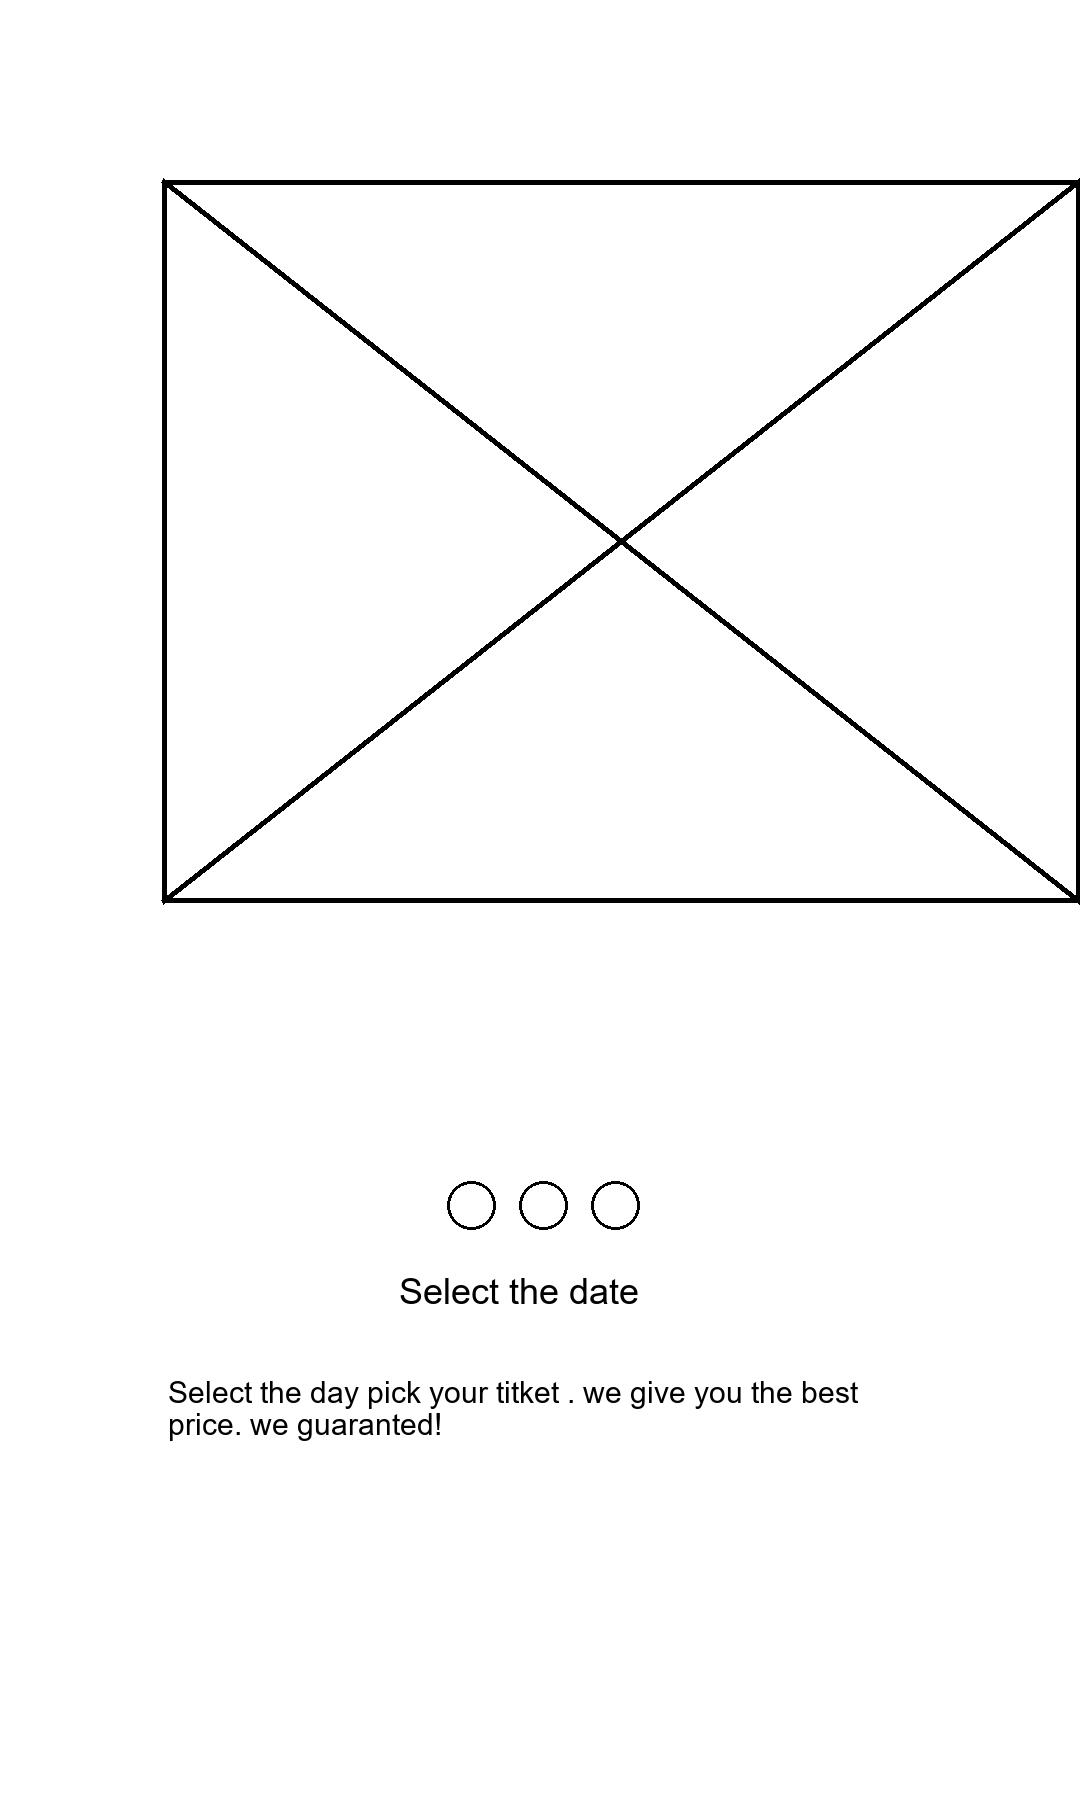 Select the date
Select the day pick your titket . we give you the best
price. we guaranted!